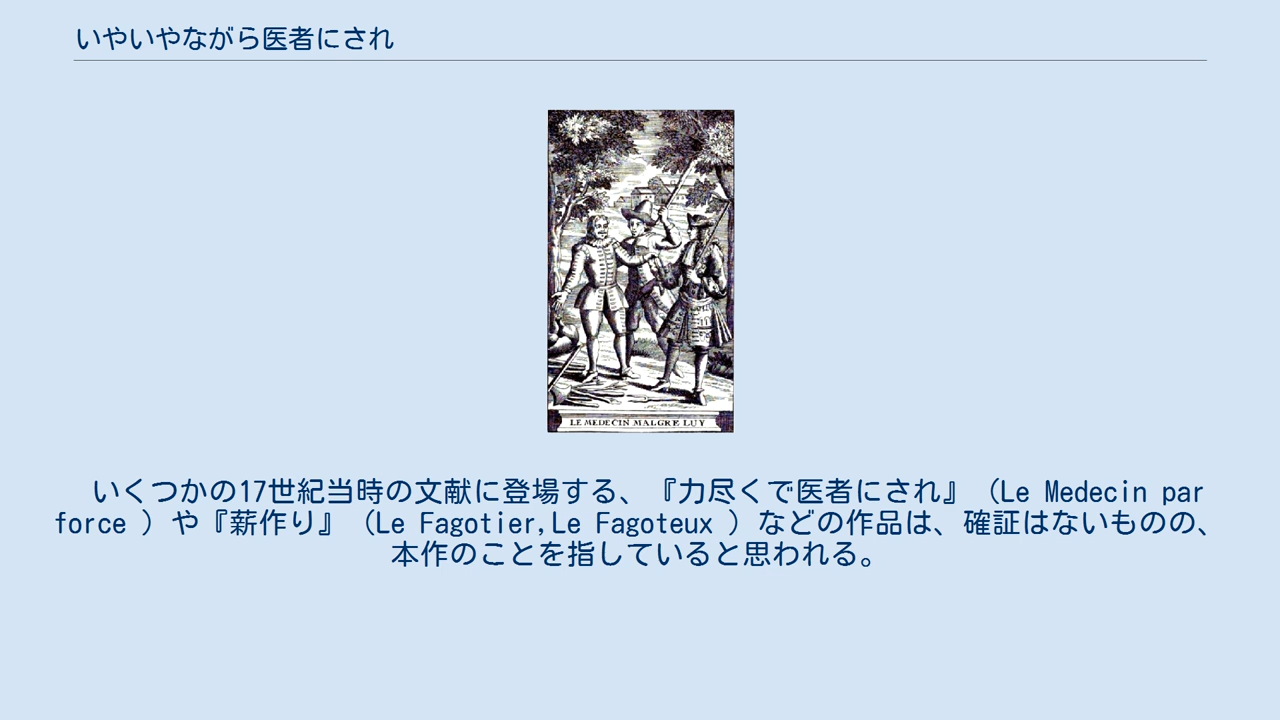 いやいやながら医者にされ
LE MEDECIN MALGRE LUY
いくつかの17世紀当時の文献に登場する、『力尽くで医者にされ』（Le Medecin par
force ）や『薪作り』（Le Fagotier,Le Fagoteux ）などの作品は、確証はないものの、
本作のことを指していると思われる。